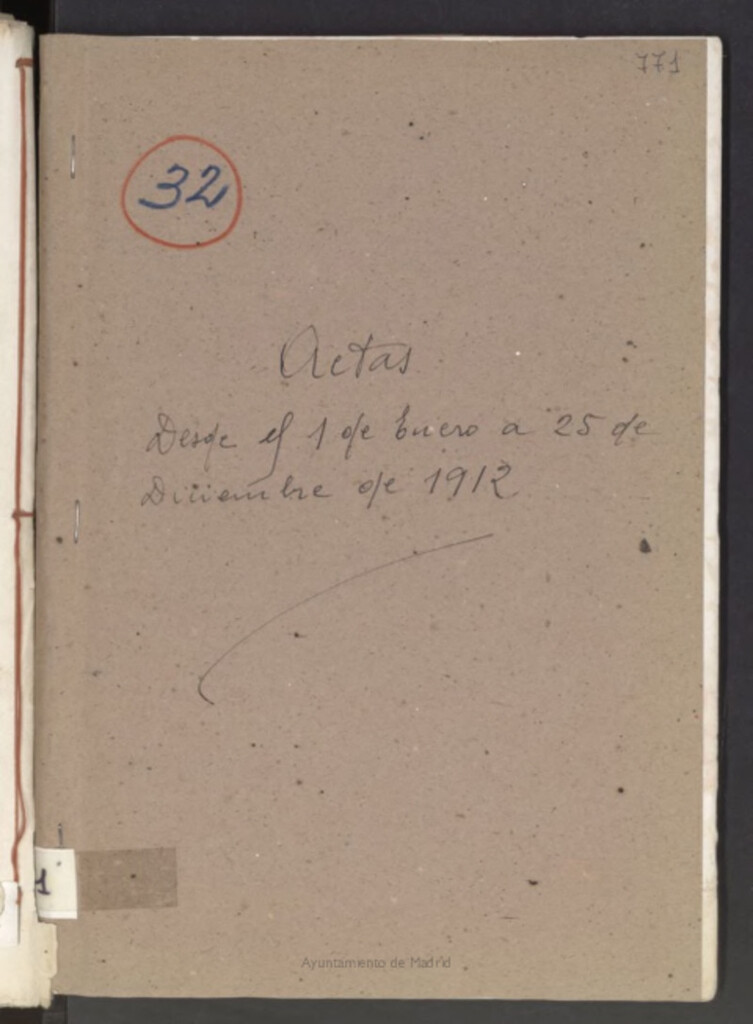 771
32
Actas
Desde el 1 de Enero a 25 de
Diciembre de 1912
1
Ayuntamiento de Madrid